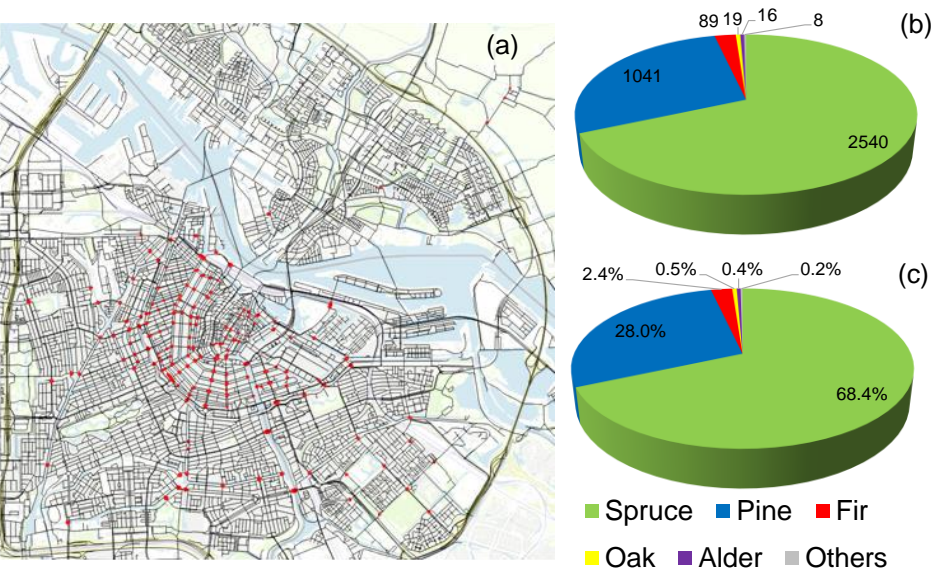 (a)
89 19 16 8
(b)
1041
2540
2.4% 0.5% 0.4% 0.2%
(c)
28.0%
68.4%
Spruce Pine Fir
Oak Alder Others